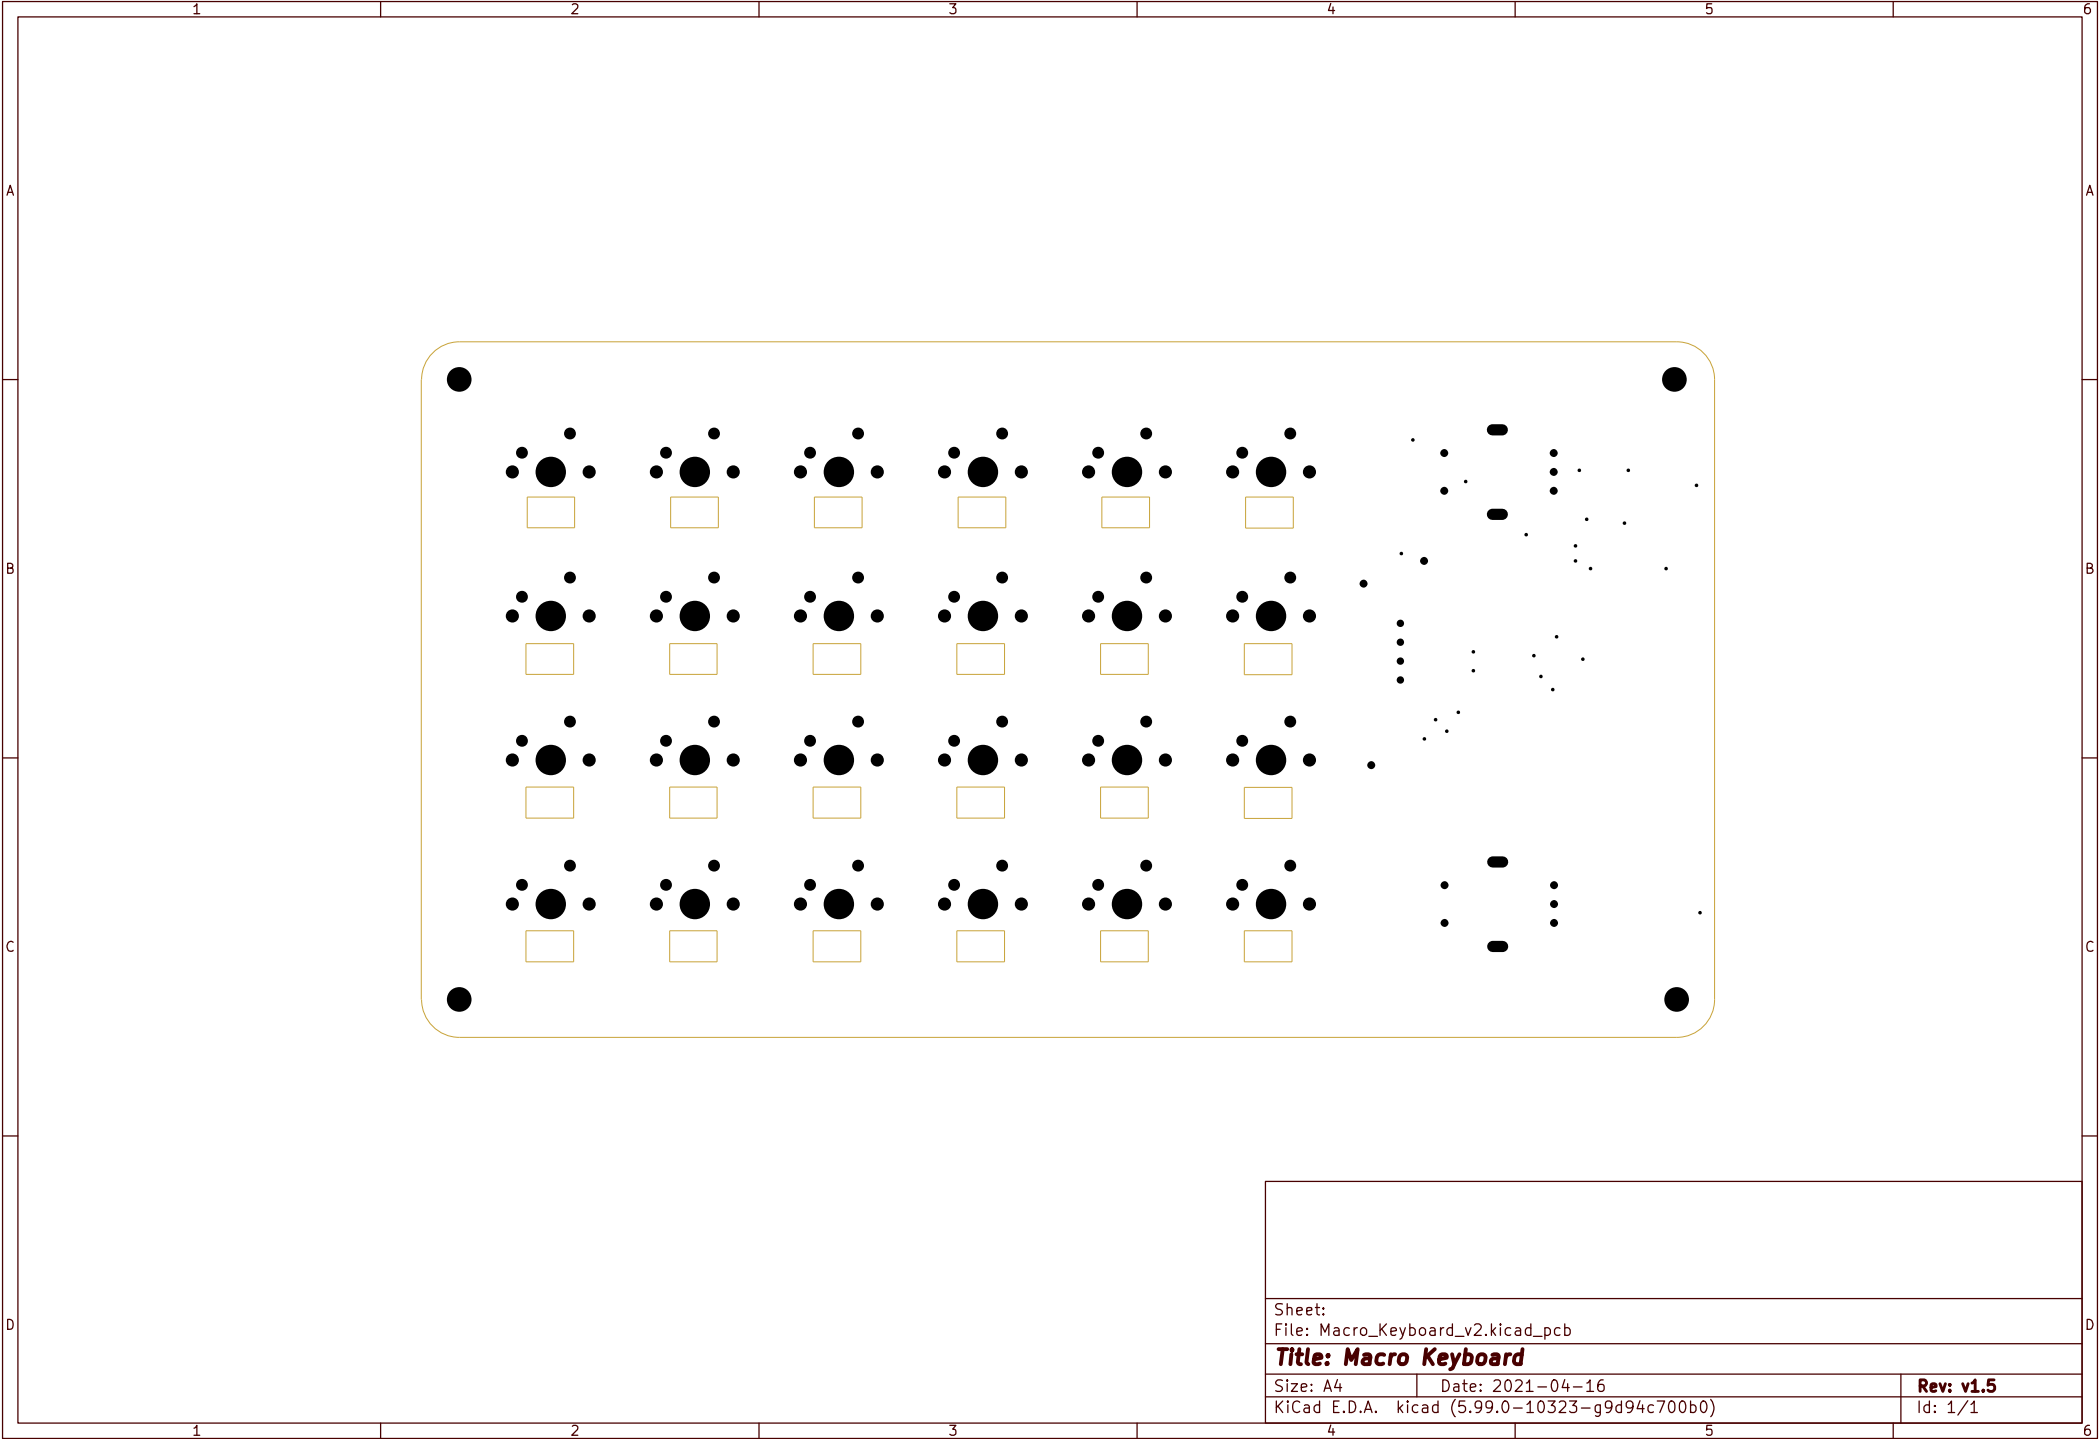 1 2 3 4 5 6
A A
B B
C C
D D
Sheet:
File: Macro_Keyboard_v2.kicad_pcb
Title: Macro Keyboard
Size: A4 Date: 2021-04-16 Rev: v1.5
KiCad E.D.A. kicad (5.99.0-10323-g9d94c700b0) Id: 1/1
1 2 3 4 5 6